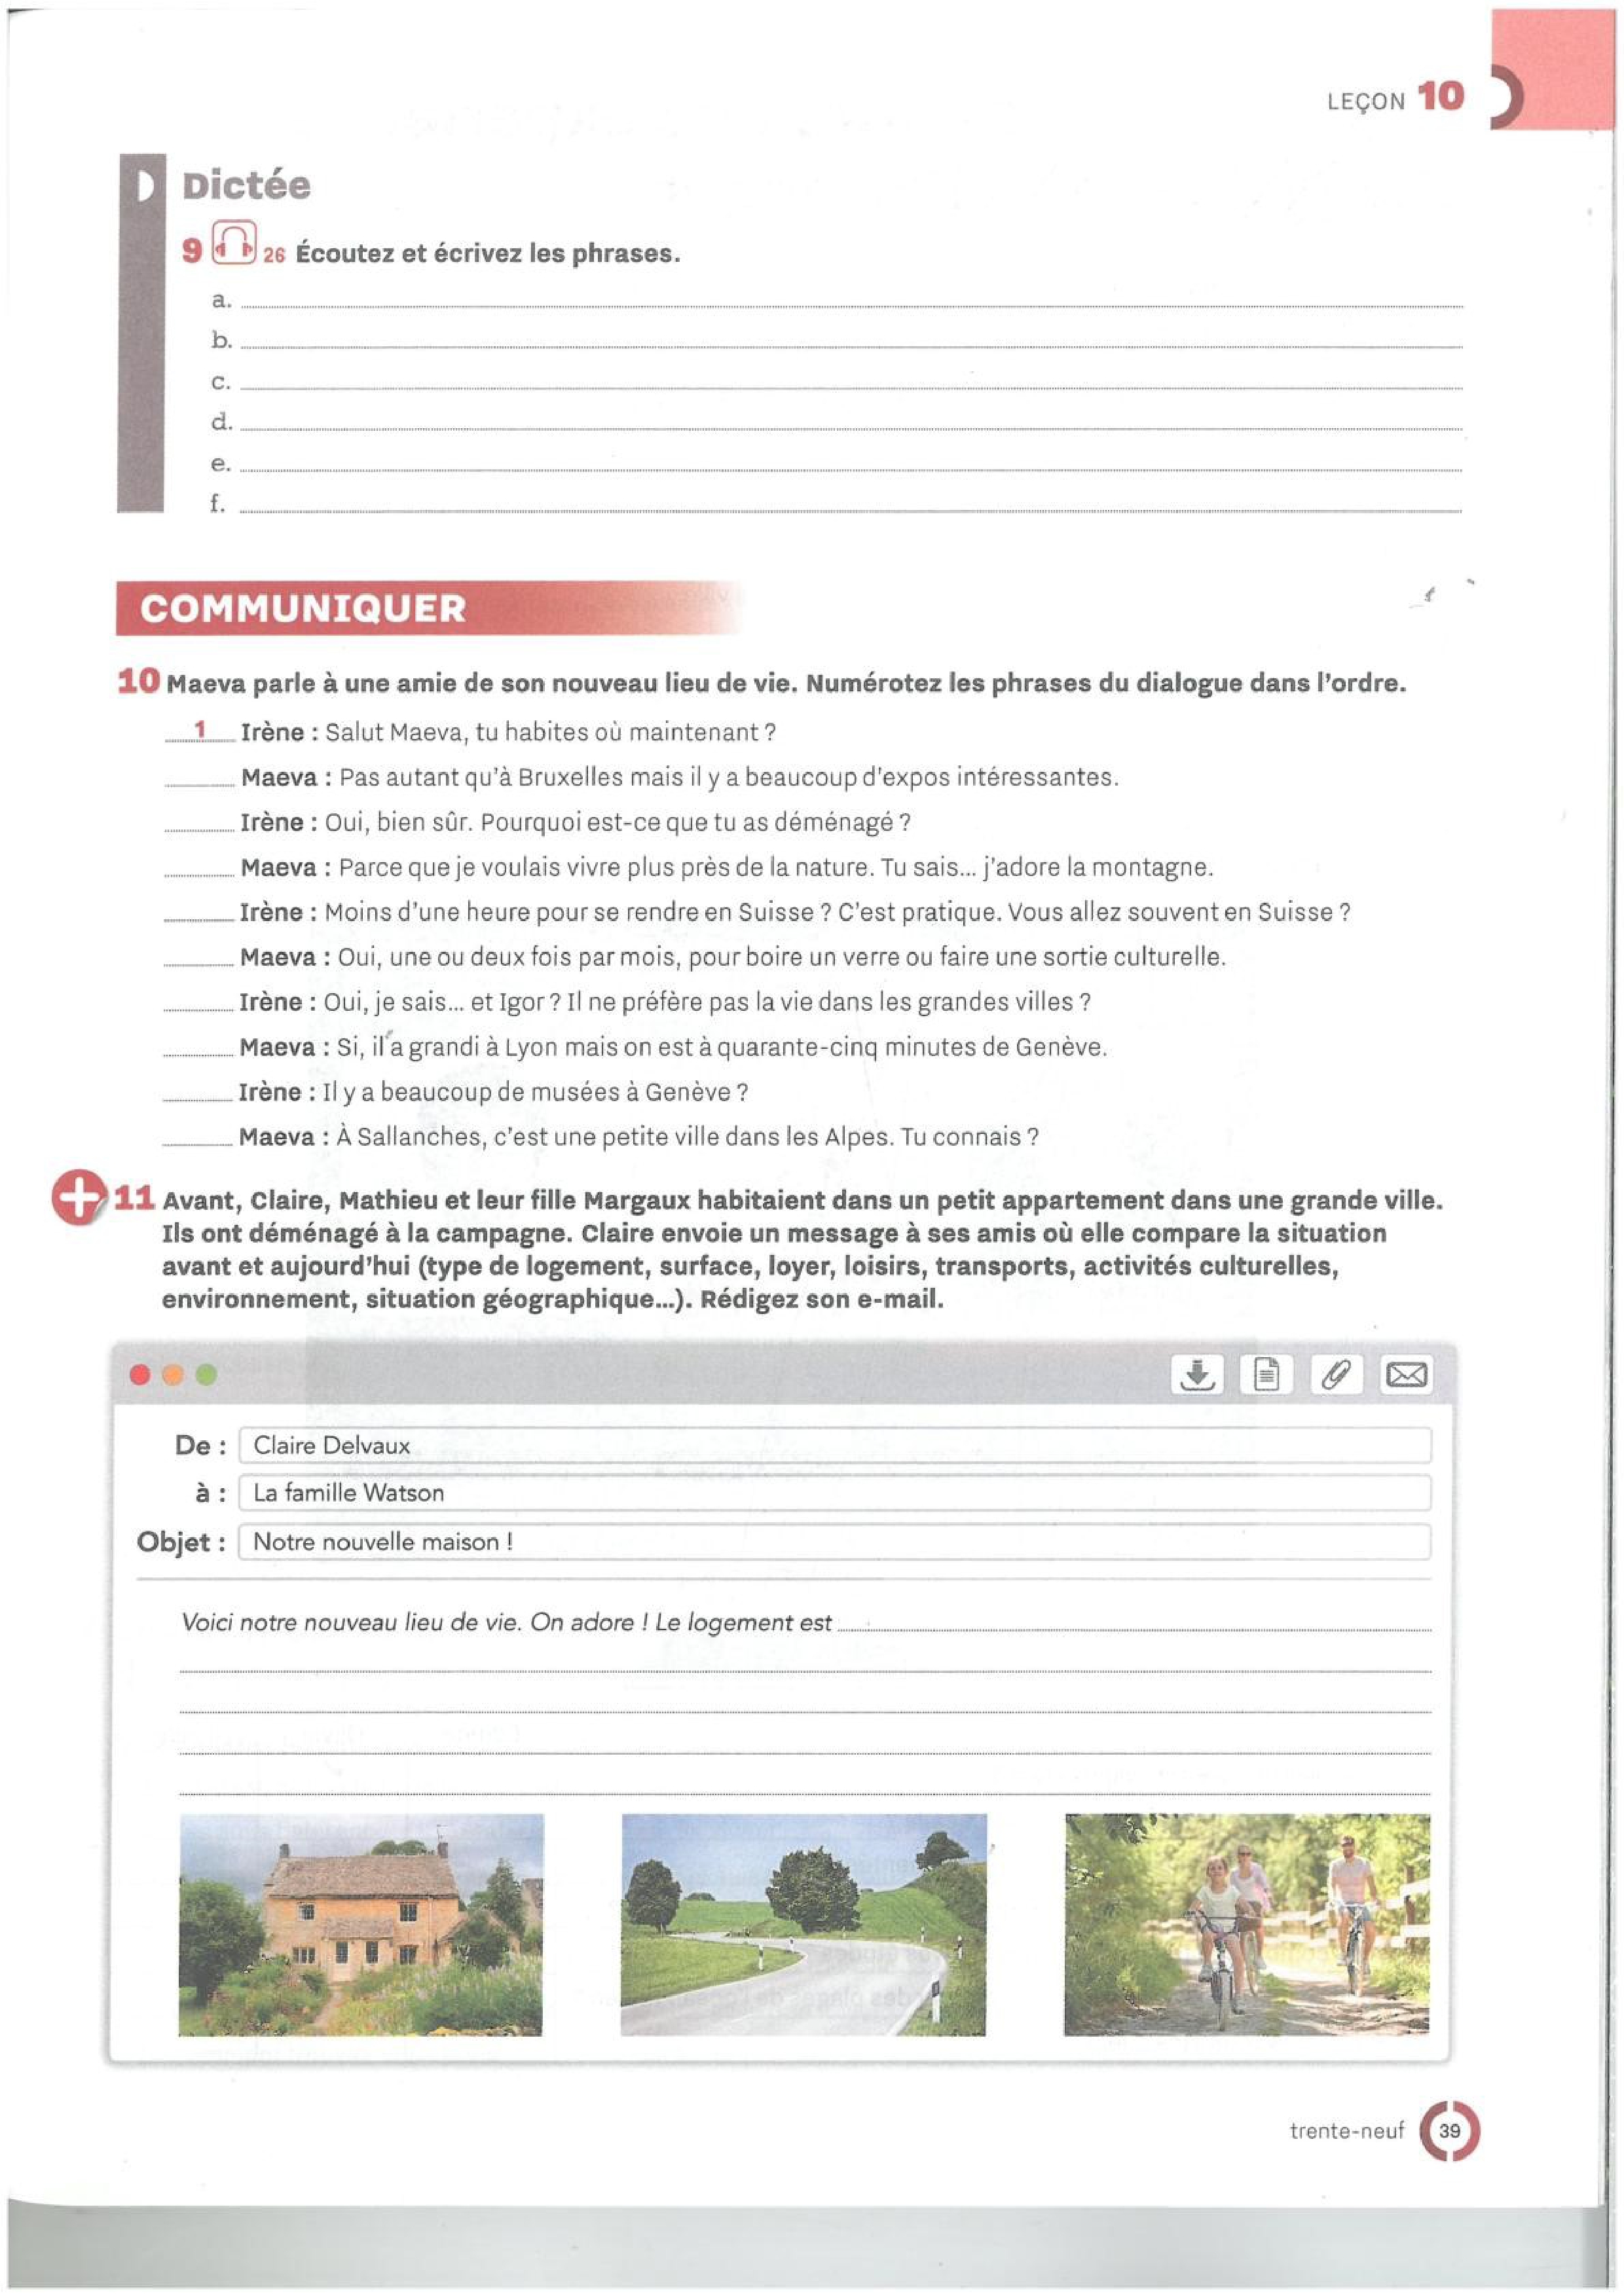 LEÇON 10
Dictée
9 26 Écoutez et écrivez les phrases.
a.
b.
c.
d.
e.
f.
COMMUNIQUER
10 Maeva parle à une amie de son nouveau lieu de vie. Numérotez les phrases du dialogue dans l'ordre.
1 Irène : Salut Maeva, tu habites où maintenant ?
Maeva : Pas autant qu'à Bruxelles mais il y a beaucoup d'expos intéressantes.
Irène : Oui, bien sûr. Pourquoi est-ce que tu as déménagé ?
Maeva : Parce que je voulais vivre plus près de la nature. Tu sais... j'adore la montagne.
Irène : Moins d'une heure pour se rendre en Suisse ? C'est pratique. Vous allez souvent en Suisse ?
Maeva : Oui, une ou deux fois par mois, pour boire un verre ou faire une sortie culturelle.
Irène : Oui, je sais... et Igor ? Il ne préfère pas la vie dans les grandes villes ?
Maeva : Si, il a grandi à Lyon mais on est à quarante-cinq minutes de Genève.
Irène : Il y a beaucoup de musées à Genève ?
Maeva : À Sallanches, c'est une petite ville dans les Alpes. Tu connais ?
11 Avant, Claire, Mathieu et leur fille Margaux habitaient dans un petit appartement dans une grande ville.
Ils ont déménagé à la campagne. Claire envoie un message à ses amis où elle compare la situation
avant et aujourd'hui (type de logement, surface, loyer, loisirs, transports, activités culturelles,
environnement, situation géographique...). Rédigez son e-mail.
De : Claire Delvaux
à : La famille Watson
Objet : Notre nouvelle maison !
Voici notre nouveau lieu de vie. On adore ! Le logement est
trente-neuf 39